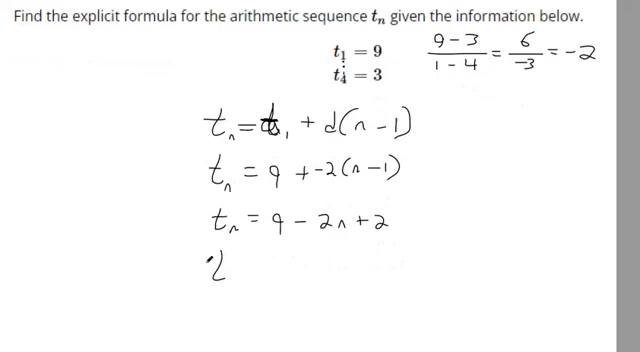 Find the explicit formula for the arithmetic sequence tₙ given the information below.
t₁ = 9
t₄ = 3
9 - 3 / 1 - 4 = 6 / -3 = -2
tₙ = t₁ + d(n - 1)
tₙ = 9 + -2(n - 1)
tₙ = 9 - 2n + 2